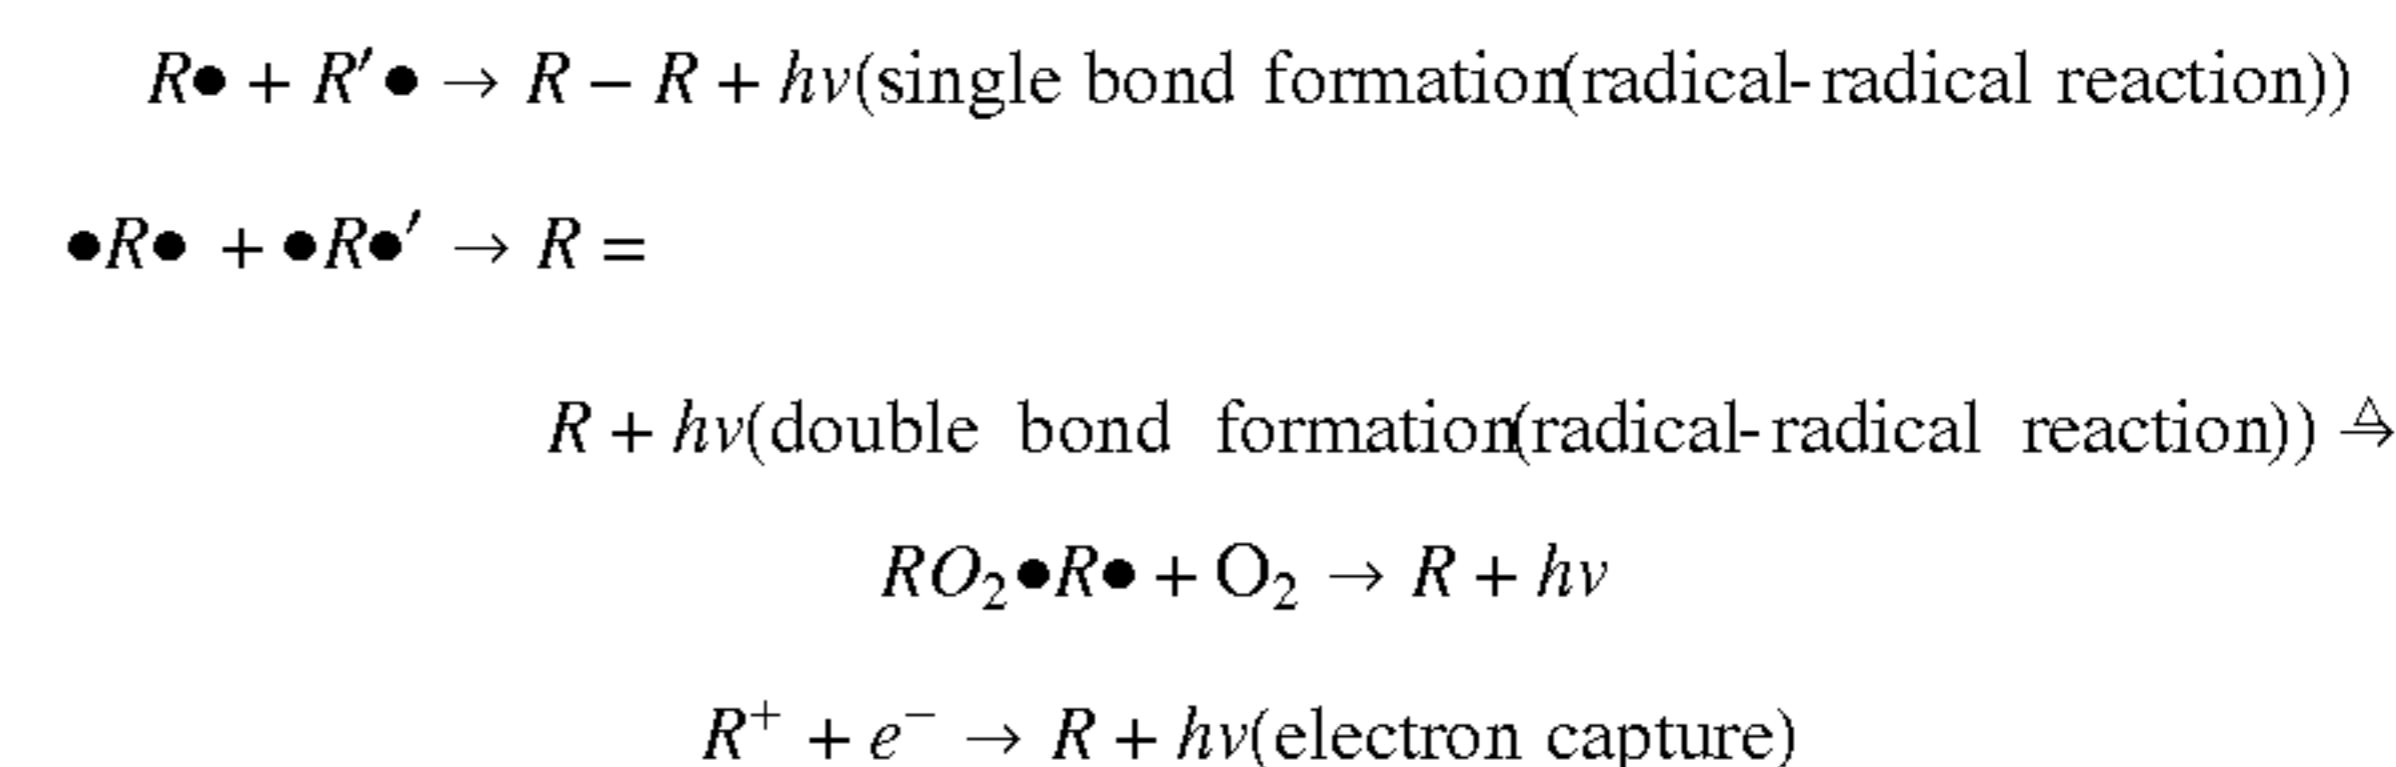 R● + R′● → R − R + hν(single bond formation(radical-radical reaction))
●R● + ●R●′ → R =
R + hν(double bond formation(radical-radical reaction)) →^Δ
RO₂●R● + O₂ → R + hν
R⁺ + e⁻ → R + hν(electron capture)